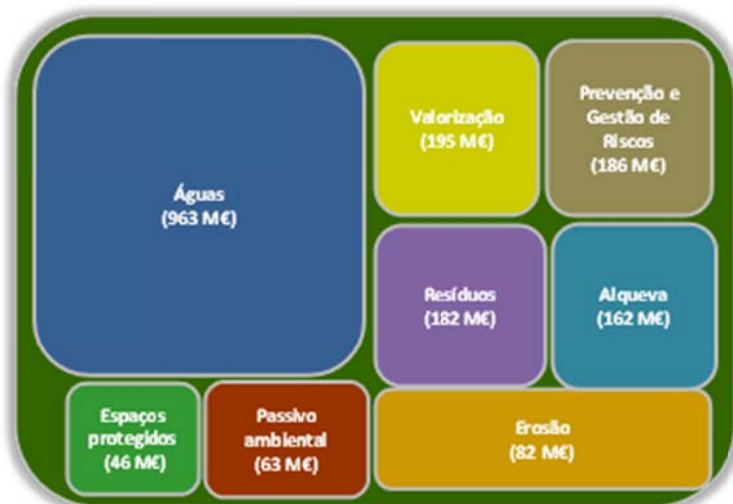 Águas
(963 M€)
Valorização
(195 M€)
Prevenção e
Gestão de
Riscos
(186 M€)
Resíduos
(182 M€)
Alqueva
(162 M€)
Espaços
protegidos
(46 M€)
Passivo
ambiental
(63 M€)
Erosão
(82 M€)